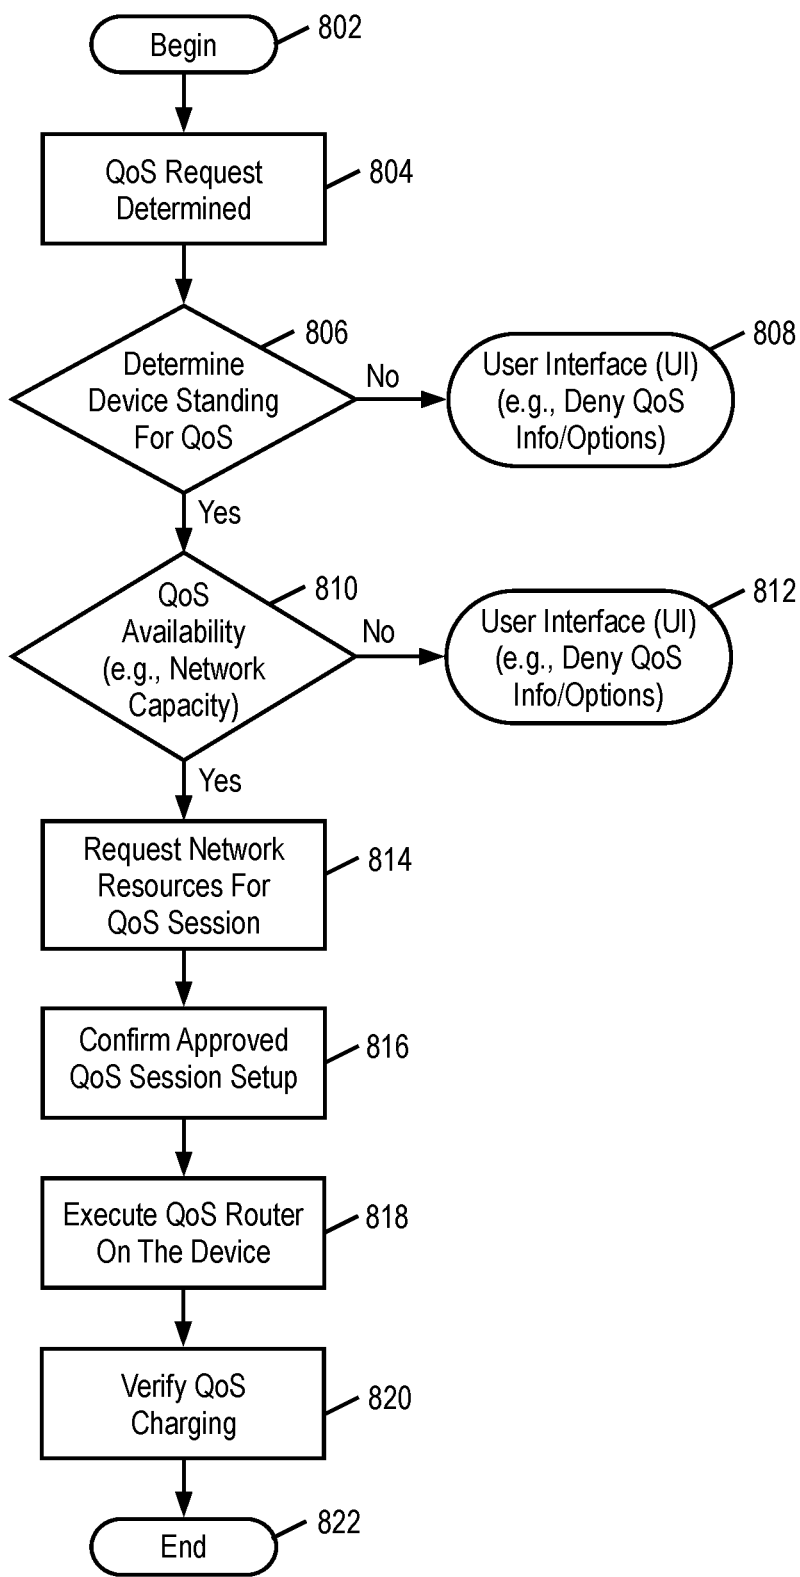 Begin
802
QoS Request
Determined
804
Determine
Device Standing
For QoS
806
No
User Interface (UI)
(e.g., Deny QoS
Info/Options)
808
Yes
QoS
Availability
(e.g., Network
Capacity)
810
No
User Interface (UI)
(e.g., Deny QoS
Info/Options)
812
Yes
Request Network
Resources For
QoS Session
814
Confirm Approved
QoS Session Setup
816
Execute QoS Router
On The Device
818
Verify QoS
Charging
820
End
822